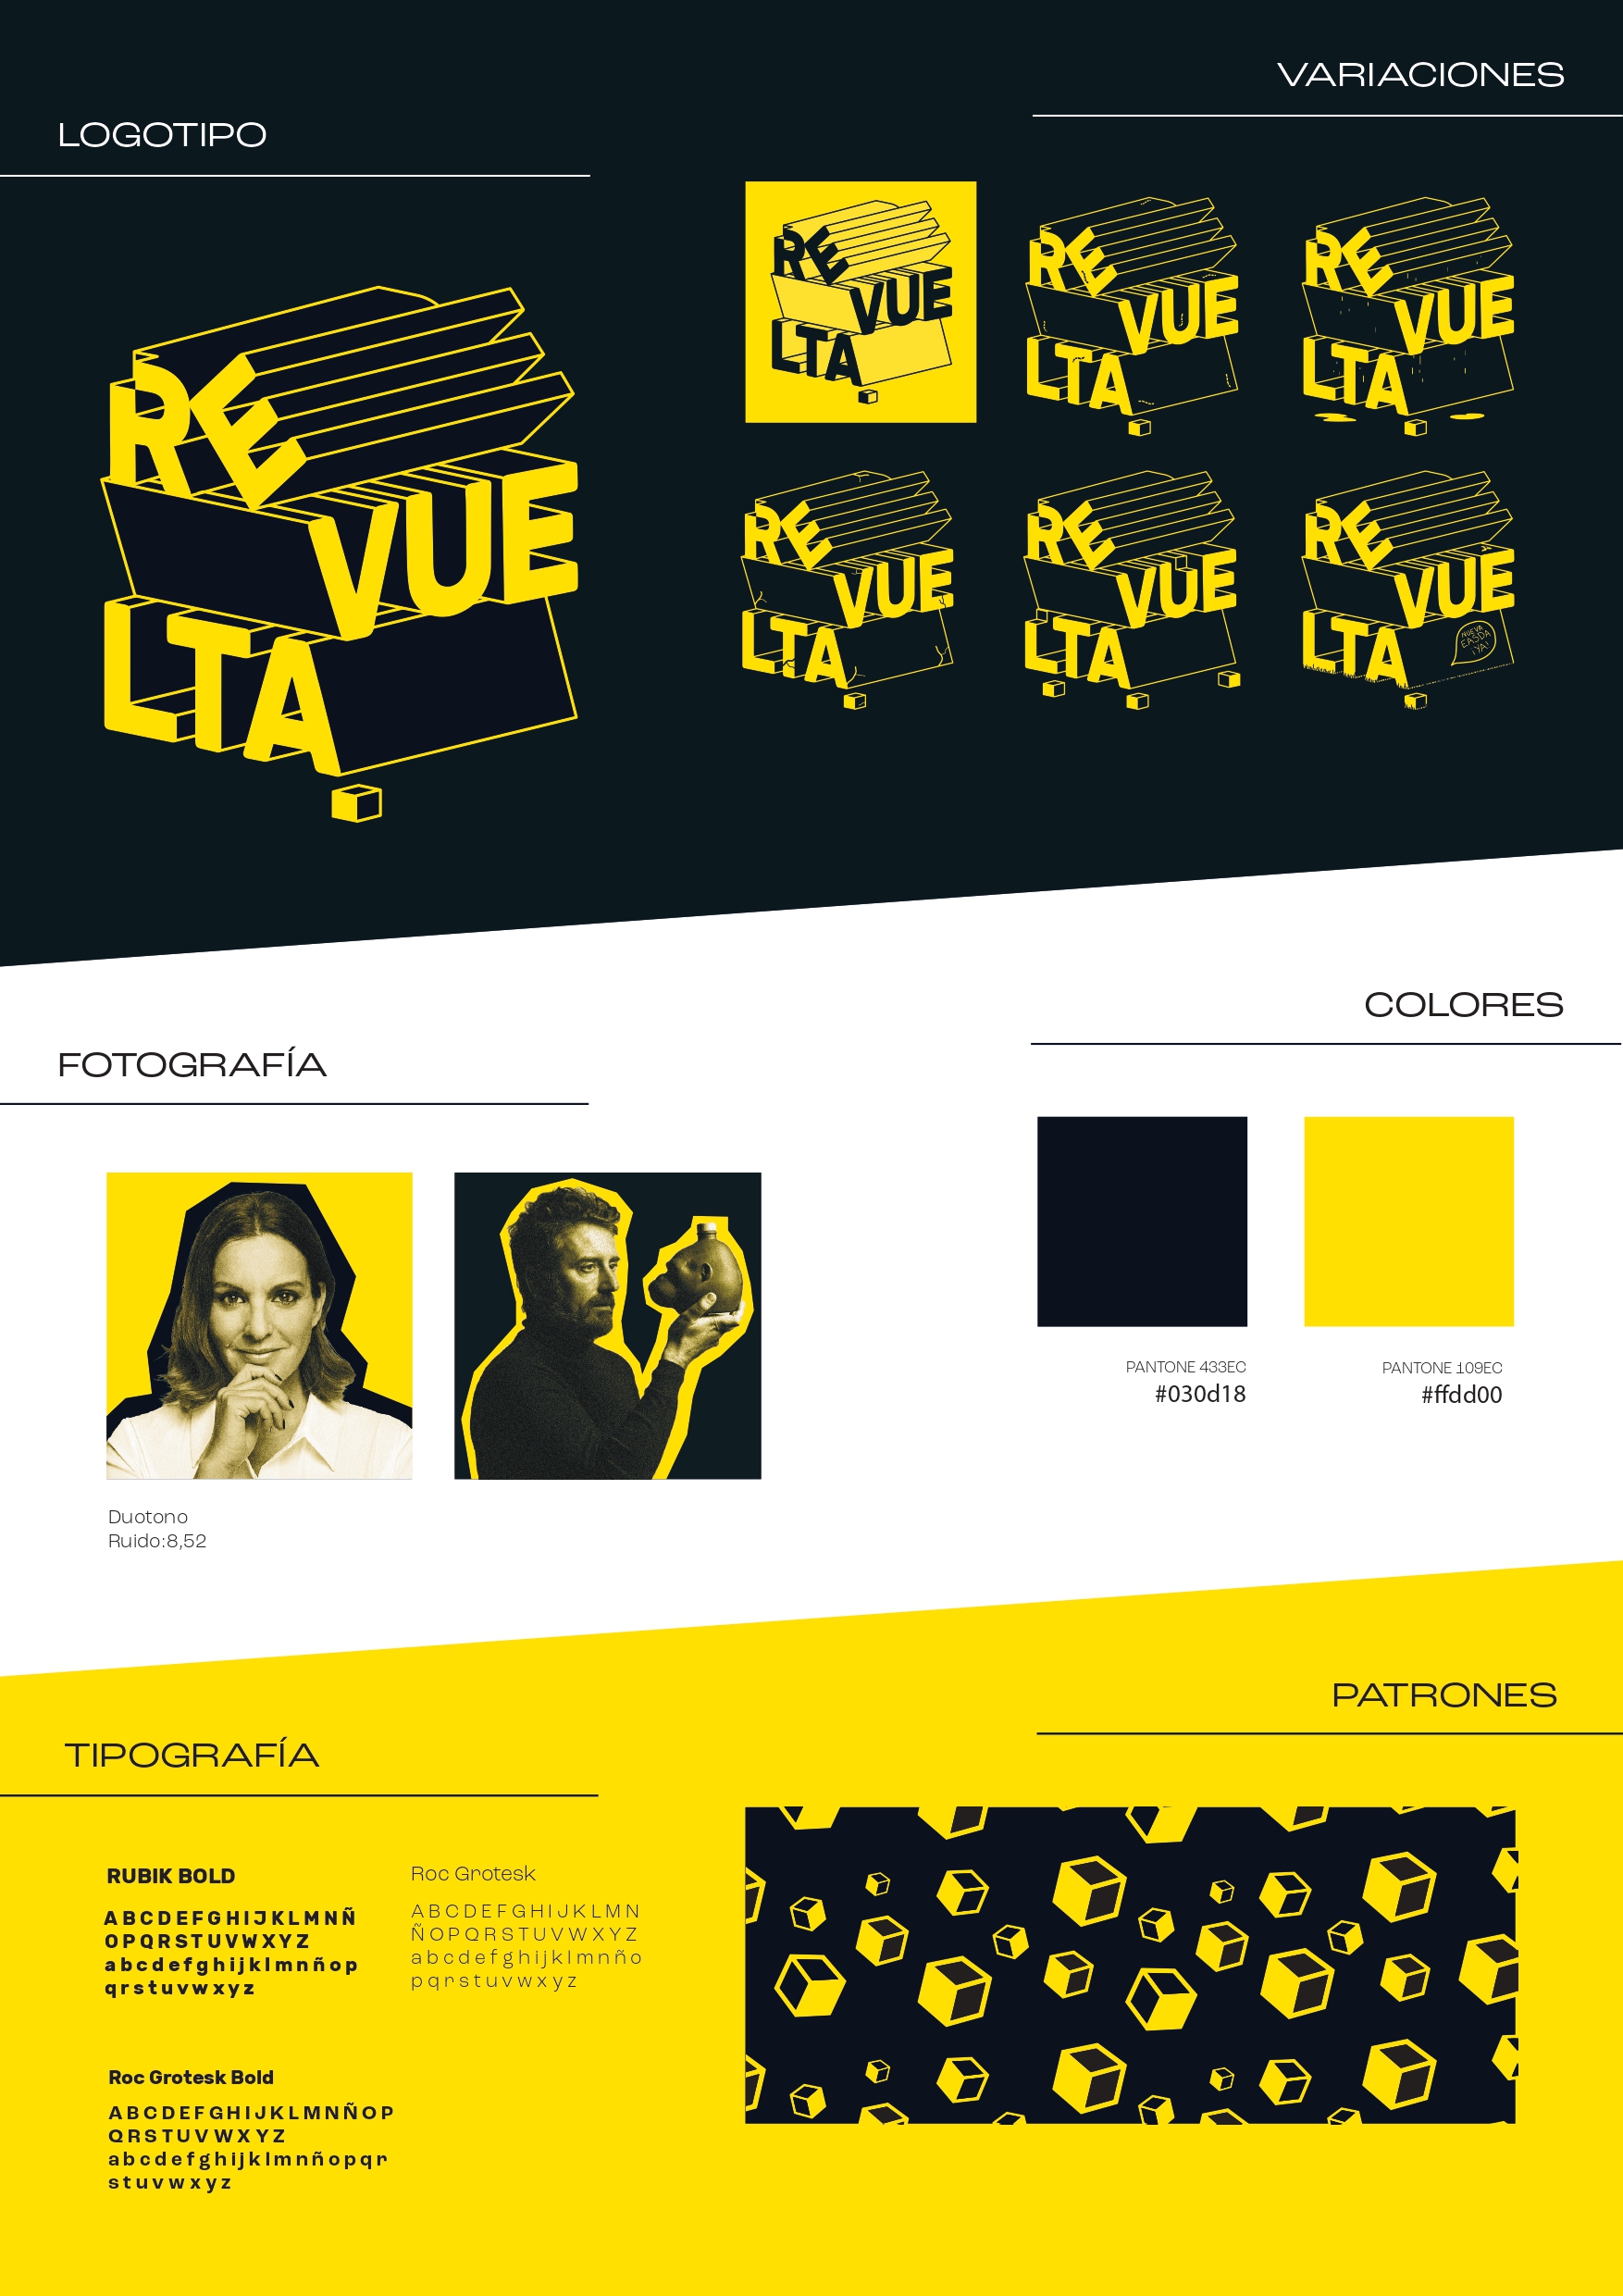 LOGOTIPO
RE
VUE
LTA
VARIACIONES
RE
VUE
LTA
RE
VUE
LTA
RE
VUE
LTA
RE
VUE
LTA
RE
VUE
LTA
RE
VUE
LTA
NUEVA
EASDA
¡YA!
FOTOGRAFÍA
Duotono
Ruido:8,52
COLORES
PANTONE 433EC
#030d18
PANTONE 109EC
#ffdd00
TIPOGRAFÍA
RUBIK BOLD
ABCDEFGHIJKLMNÑ
OPQRSTUVWXYZ
abcdefghijklmnñop
qrstuvwxyz
Roc Grotesk
ABCDEFGHIJKLMN
ÑOPQRSTUVWXYZ
abcdefghijklmnño
pqrstuvwxyz
Roc Grotesk Bold
ABCDEFGHIJKLMNÑOP
QRSTUVWXYZ
abcdefghijklmnñopqr
stuvwxyz
PATRONES